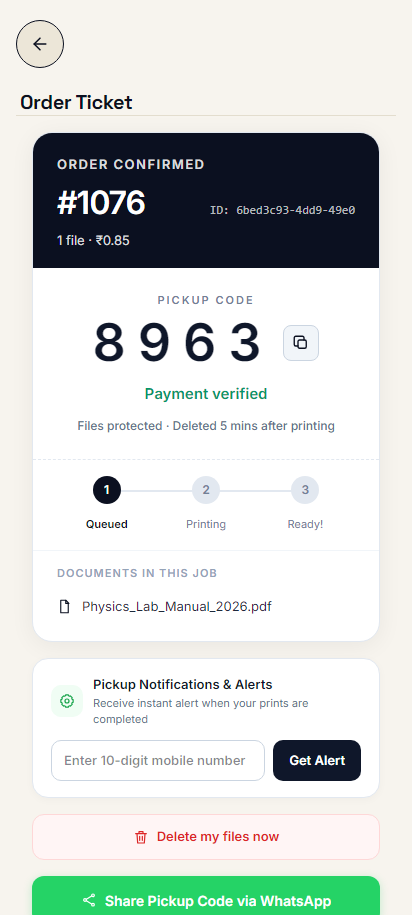 Order Ticket
ORDER CONFIRMED
#1076
ID: 6bed3c93-4dd9-49e0
1 file · ₹0.85
PICKUP CODE
8963
Payment verified
Files protected · Deleted 5 mins after printing
1 2 3
Queued Printing Ready!
DOCUMENTS IN THIS JOB
Physics_Lab_Manual_2026.pdf
Pickup Notifications & Alerts
Receive instant alert when your prints are
completed
Enter 10-digit mobile number
Get Alert
Delete my files now
Share Pickup Code via WhatsApp